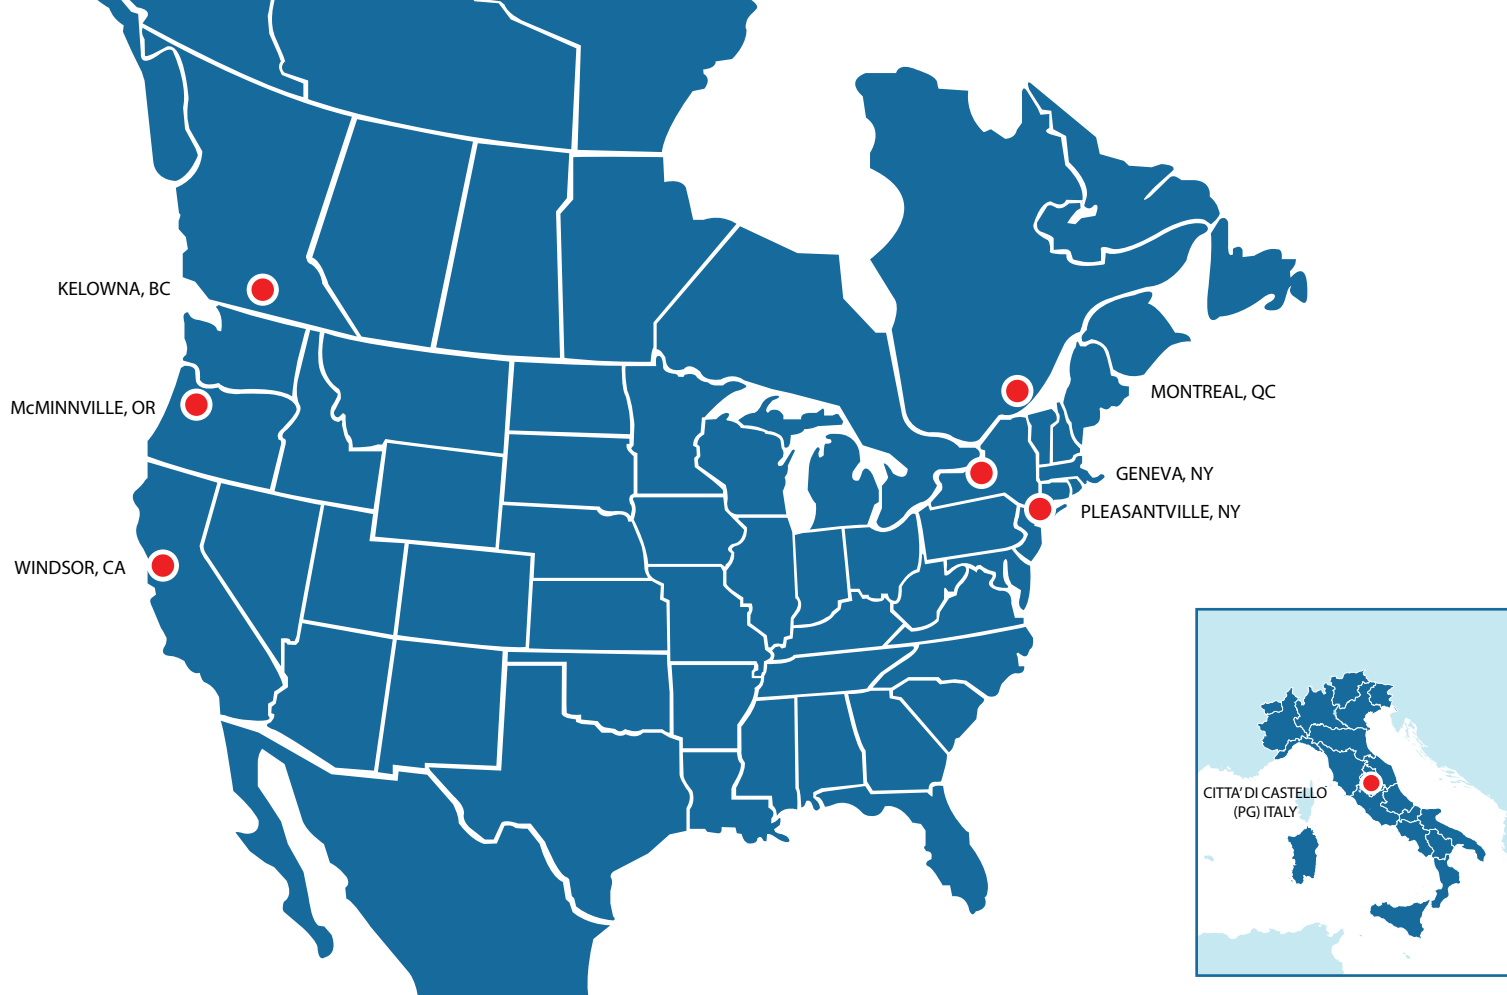 KELOWNA, BC
McMINNVILLE, OR
MONTREAL, QC
GENEVA, NY
PLEASANTVILLE, NY
WINDSOR, CA
CITTA' DI CASTELLO
(PG) ITALY